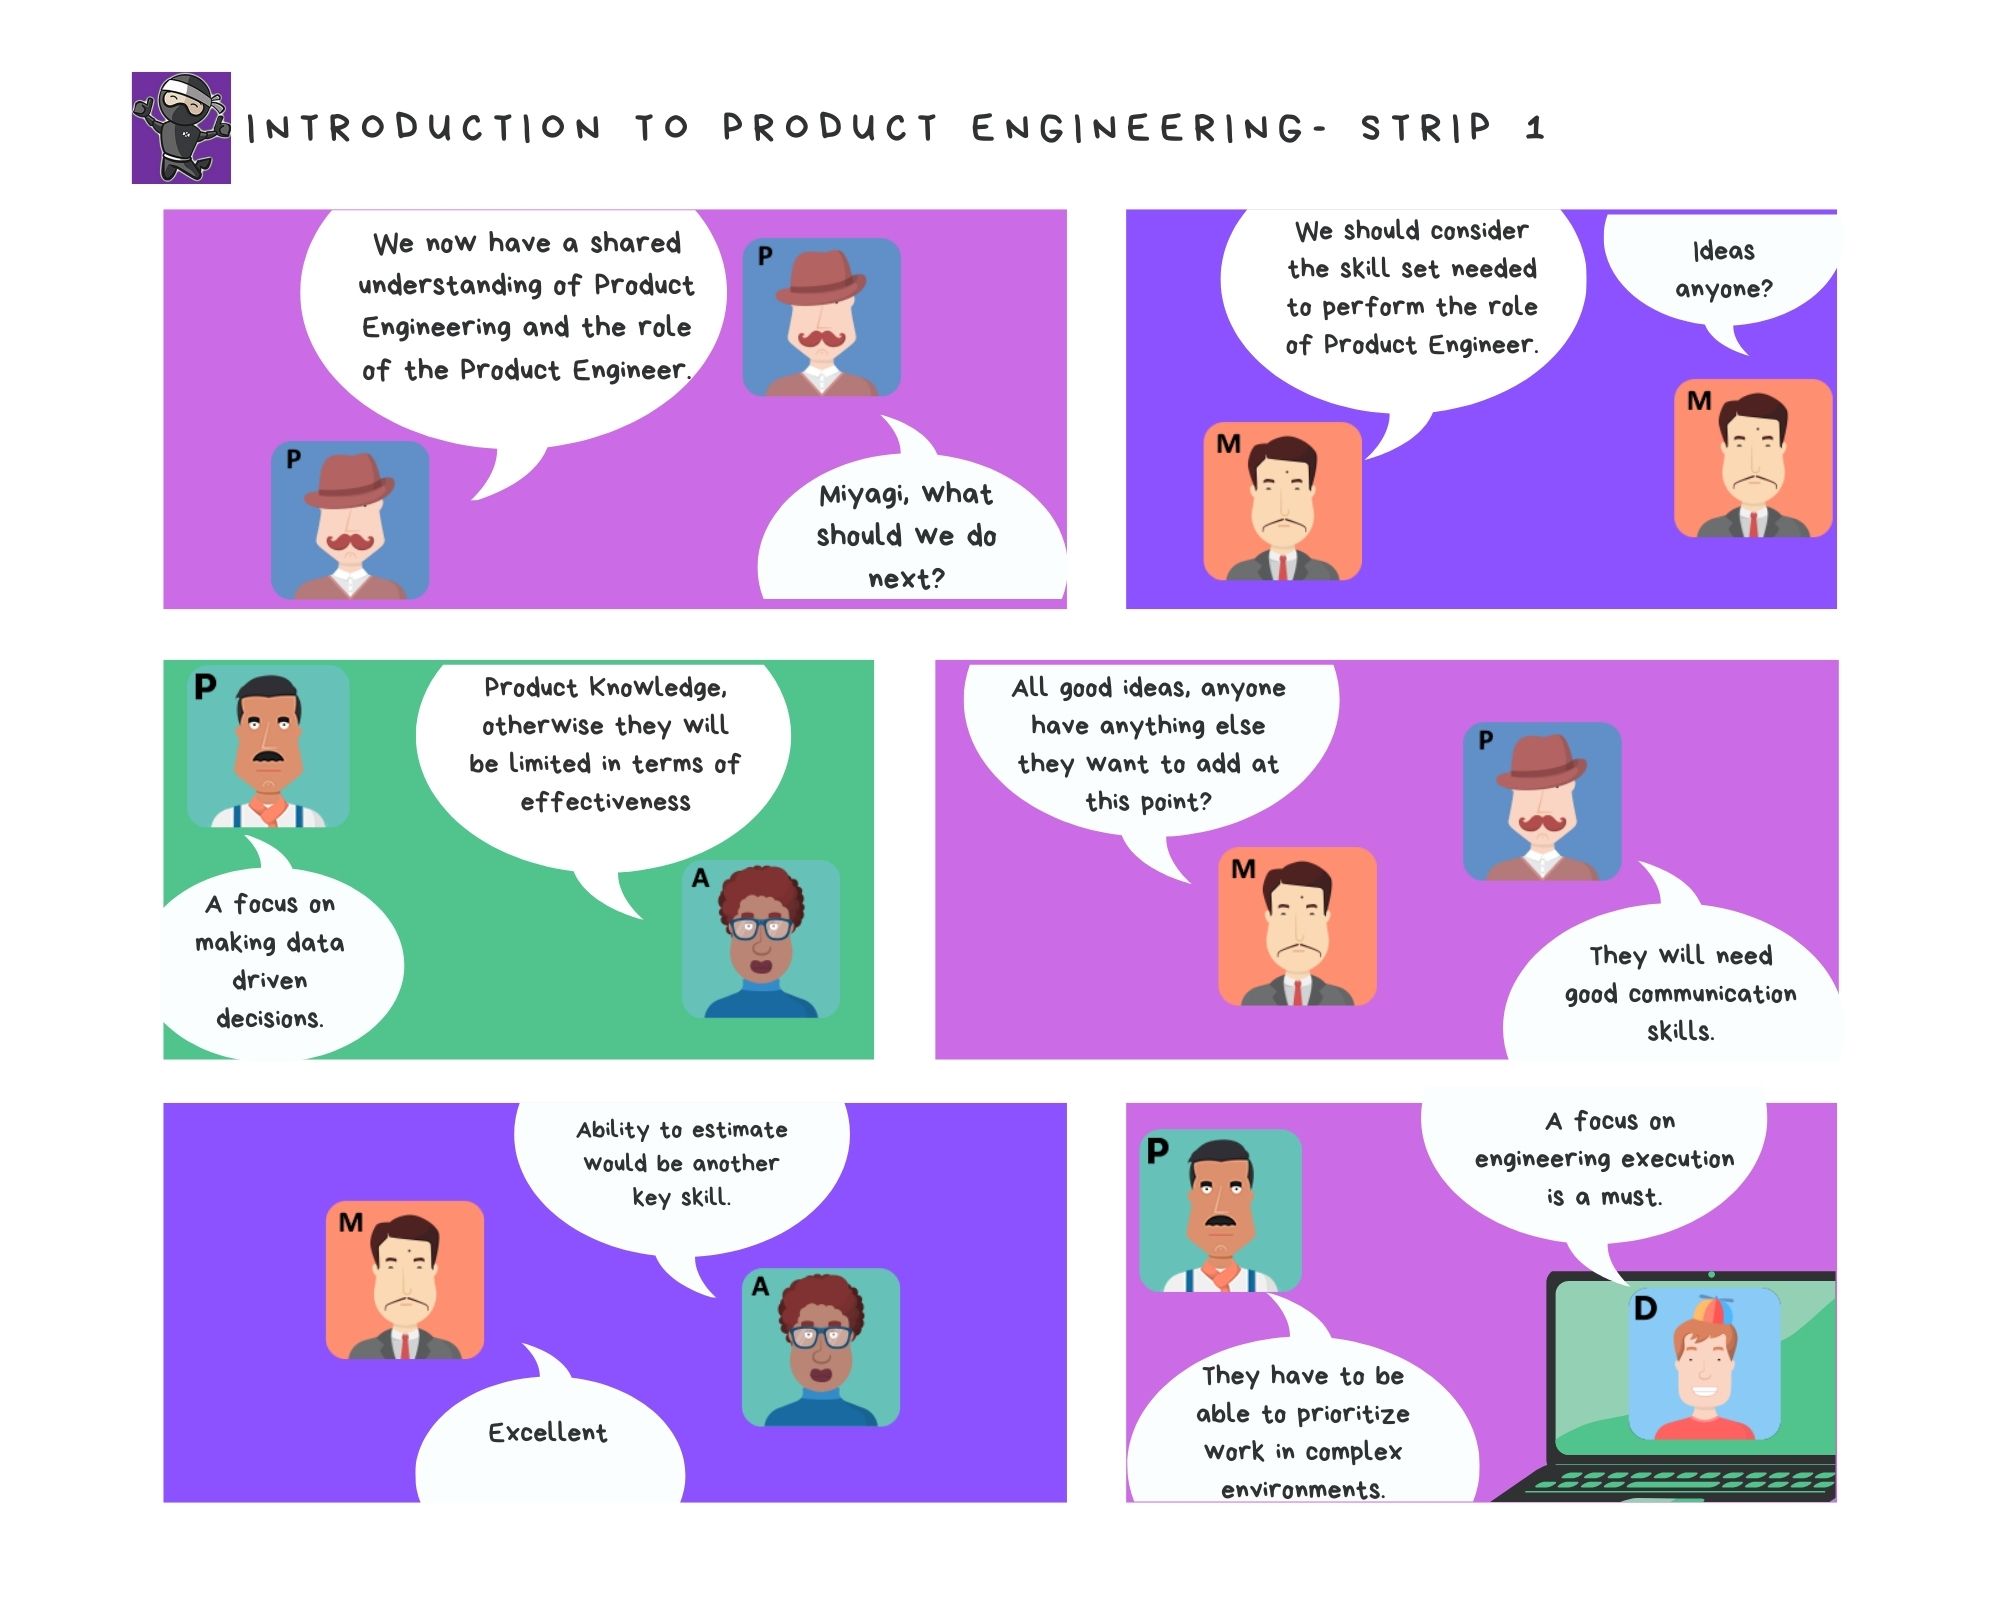 INTRODUCTION TO PRODUCT ENGINEERING- STRIP 1
We now have a shared
understanding of Product
Engineering and the role
of the Product Engineer.
P
P
Miyagi, what
should we do
next?
We should consider
the skill set needed
to perform the role
of Product Engineer.
M
Ideas
anyone?
M
P
A focus on
making data
driven
decisions.
Product Knowledge,
otherwise they will
be limited in terms of
effectiveness
A
All good ideas, anyone
have anything else
they want to add at
this point?
M
P
They will need
good communication
skills.
Ability to estimate
would be another
key skill.
A
M
Excellent
P
They have to be
able to prioritize
work in complex
environments.
A focus on
engineering execution
is a must.
D